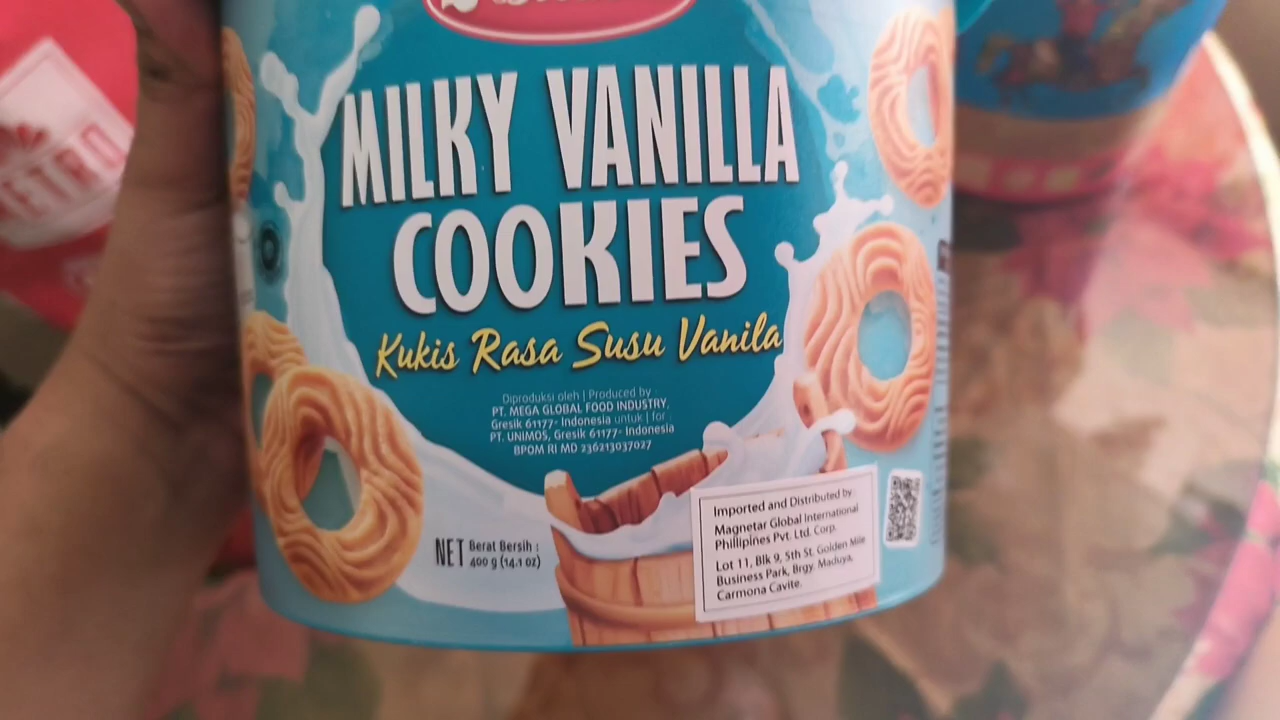 MILKY VANILLA
COOKIES
Kukis Rasa Susu Vanila
Diproduksi oleh | Produced by
PT. MEGA GLOBAL FOOD INDUSTRY,
Gresik 61177- Indonesia untuk | for
PT. UNIMOS, Gresik 61177- Indonesia
BPOM RI MD 236213037027
NET Berat Bersih :
400 g (14.1 oz)
Imported and Distributed by
Magnetar Global International
Phillipines Pvt. Ltd. Corp.
Lot 11, Blk 9, 5th St. Golden Mile
Business Park, Brgy. Maduya,
Carmona Cavite.